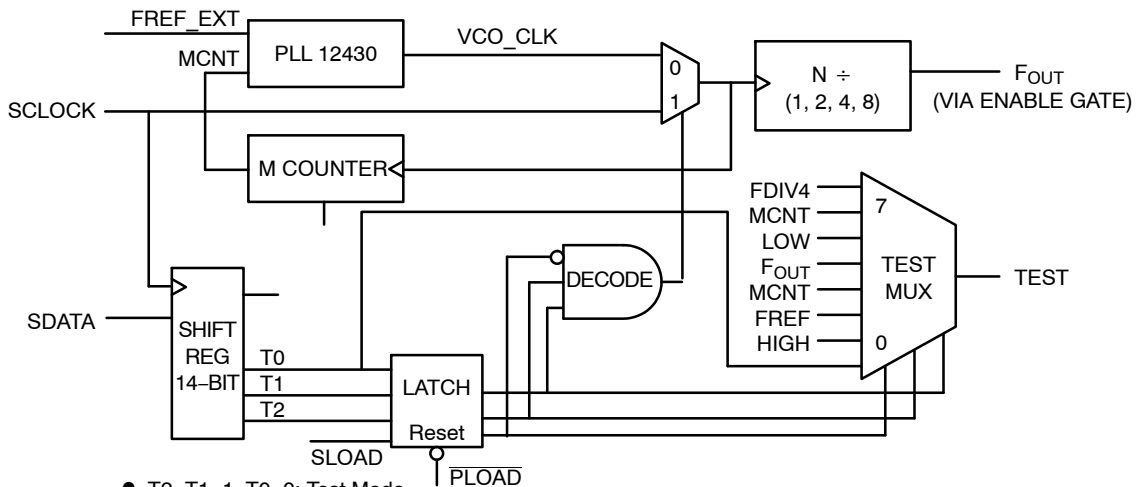 FREF_EXT
MCNT
PLL 12430
VCO_CLK
SCLOCK
0
1
N ÷
(1, 2, 4, 8)
FOUT
(VIA ENABLE GATE)
M COUNTER
FDIV4
MCNT
LOW
FOUT
MCNT
FREF
HIGH
7
TEST
MUX
0
TEST
DECODE
SDATA
SHIFT
REG
14–BIT
T0
T1
T2
LATCH
Reset
SLOAD
PLOAD